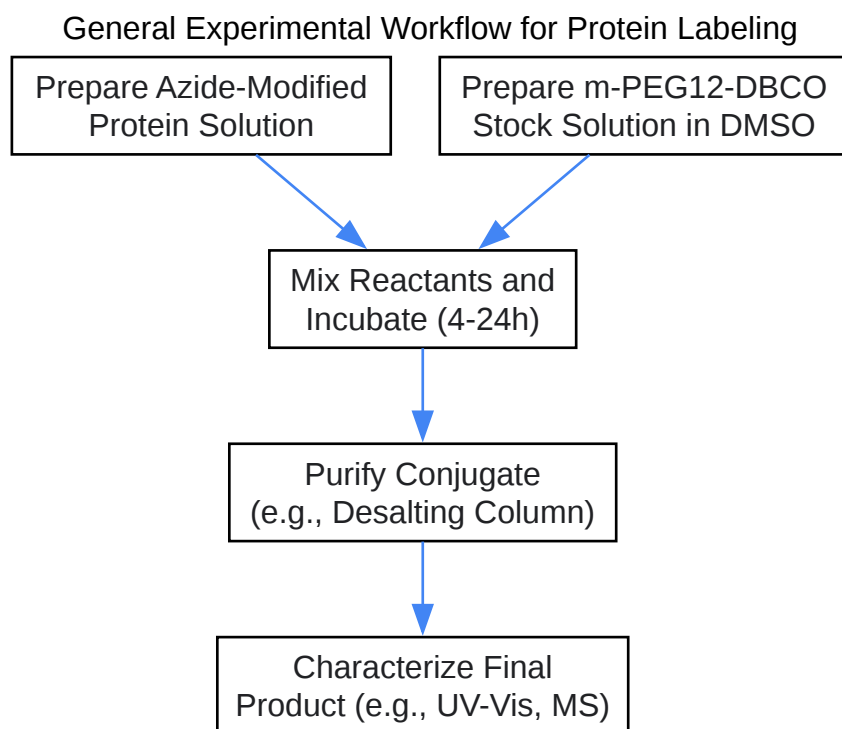 General Experimental Workflow for Protein Labeling
Prepare Azide-Modified
Protein Solution
Prepare m-PEG12-DBCO
Stock Solution in DMSO
Mix Reactants and
Incubate (4-24h)
Purify Conjugate
(e.g., Desalting Column)
Characterize Final
Product (e.g., UV-Vis, MS)